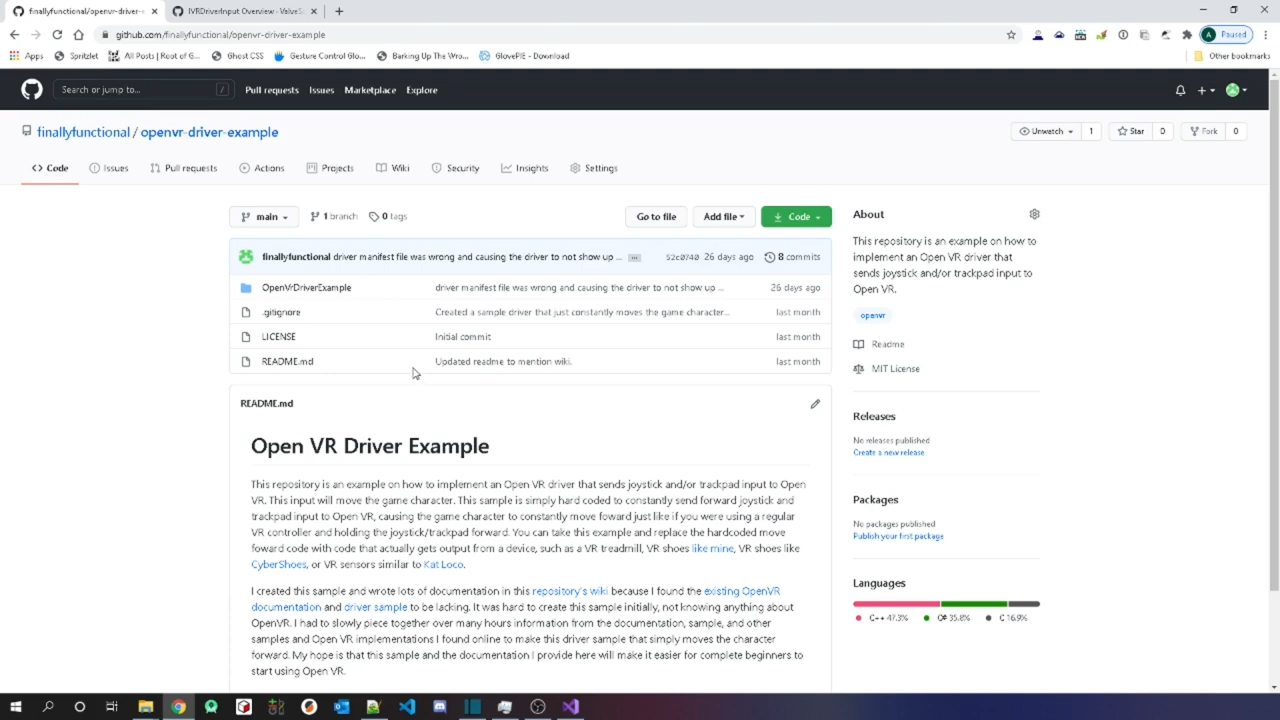 finallyfunctional/openvr-driver-
IVRDriverInput Overview - ValveS
github.com/finallyfunctional/openvr-driver-example
Paused
Apps
Spritzlet
All Posts | Root of G...
Ghost CSS
Gesture Control Glo...
Barking Up The Wro...
GlovePIE - Download
Other bookmarks
Search or jump to...
/
Pull requests
Issues
Marketplace
Explore
finallyfunctional / openvr-driver-example
Unwatch
1
Star
0
Fork
0
Code
Issues
Pull requests
Actions
Projects
Wiki
Security
Insights
Settings
main
1 branch
0 tags
Go to file
Add file
Code
finallyfunctional driver manifest file was wrong and causing the driver to not show up ...
26 days ago
8 commits
OpenVrDriverExample
driver manifest file was wrong and causing the driver to not show up ...
26 days ago
.gitignore
Created a sample driver that just constantly moves the game character...
last month
LICENSE
Initial commit
last month
README.md
Updated readme to mention wiki.
last month
README.md
Open VR Driver Example
This repository is an example on how to implement an Open VR driver that sends joystick and/or trackpad input to Open
VR. This input will move the game character. This sample is simply hard coded to constantly send forward joystick and
trackpad input to Open VR, causing the game character to constantly move foward just like if you were using a regular
VR controller and holding the joystick/trackpad forward. You can take this example and replace the hardcoded move
foward code with code that actually gets output from a device, such as a VR treadmill, VR shoes like mine, VR shoes like
CyberShoes, or VR sensors similar to Kat Loco.
I created this sample and wrote lots of documentation in this repository's wiki because I found the existing OpenVR
documentation and driver sample to be lacking. It was hard to create this sample initially, not knowing anything about
OpenVR. I had to slowly piece together over many hours information from the documentation, sample, and other
samples and Open VR implementations I found online to make this driver sample that simply moves the character
forward. My hope is that this sample and the documentation I provide here will make it easier for complete beginners to
start using Open VR.
About
This repository is an example on how to
implement an Open VR driver that
sends joystick and/or trackpad input to
Open VR.
openvr
Readme
MIT License
Releases
No releases published
Create a new release
Packages
No packages published
Publish your first package
Languages
C++ 47.3%
C# 35.8%
C 16.9%